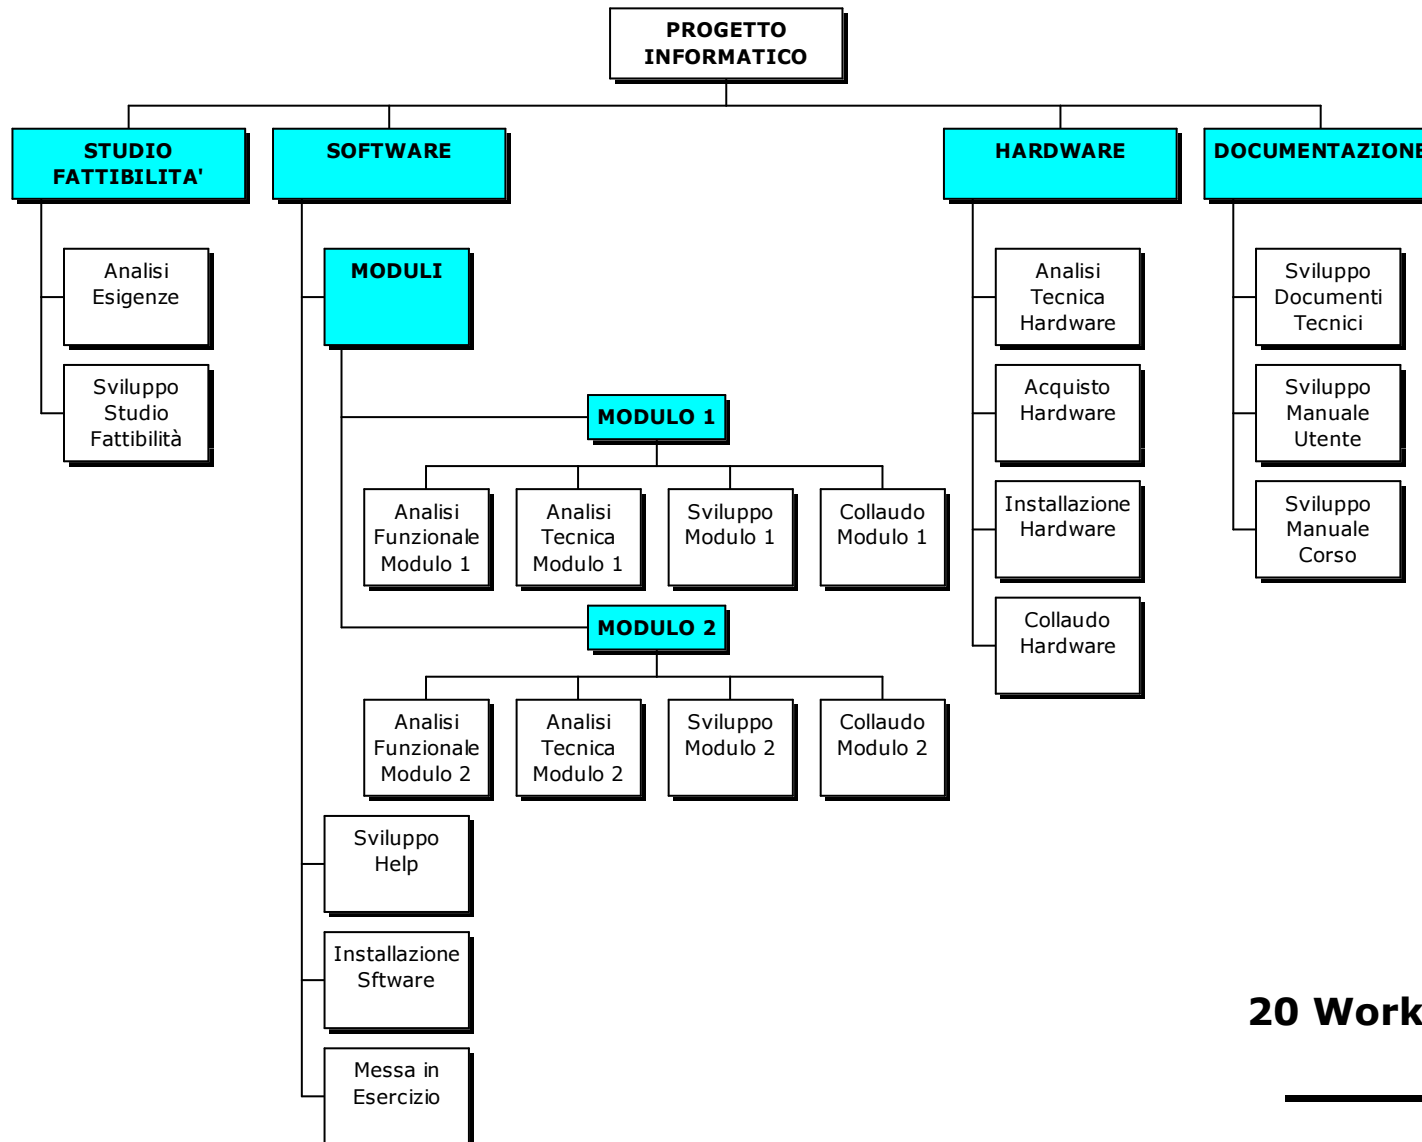 PROGETTO
INFORMATICO
STUDIO
FATTIBILITA'
SOFTWARE
HARDWARE
DOCUMENTAZIONE
Analisi
Esigenze
Sviluppo
Studio
Fattibilità
MODULI
MODULO 1
Analisi
Funzionale
Modulo 1
Analisi
Tecnica
Modulo 1
Sviluppo
Modulo 1
Collaudo
Modulo 1
MODULO 2
Analisi
Funzionale
Modulo 2
Analisi
Tecnica
Modulo 2
Sviluppo
Modulo 2
Collaudo
Modulo 2
Sviluppo
Help
Installazione
Sftware
Messa in
Esercizio
Analisi
Tecnica
Hardware
Acquisto
Hardware
Installazione
Hardware
Collaudo
Hardware
Sviluppo
Documenti
Tecnici
Sviluppo
Manuale
Utente
Sviluppo
Manuale
Corso
20 Work